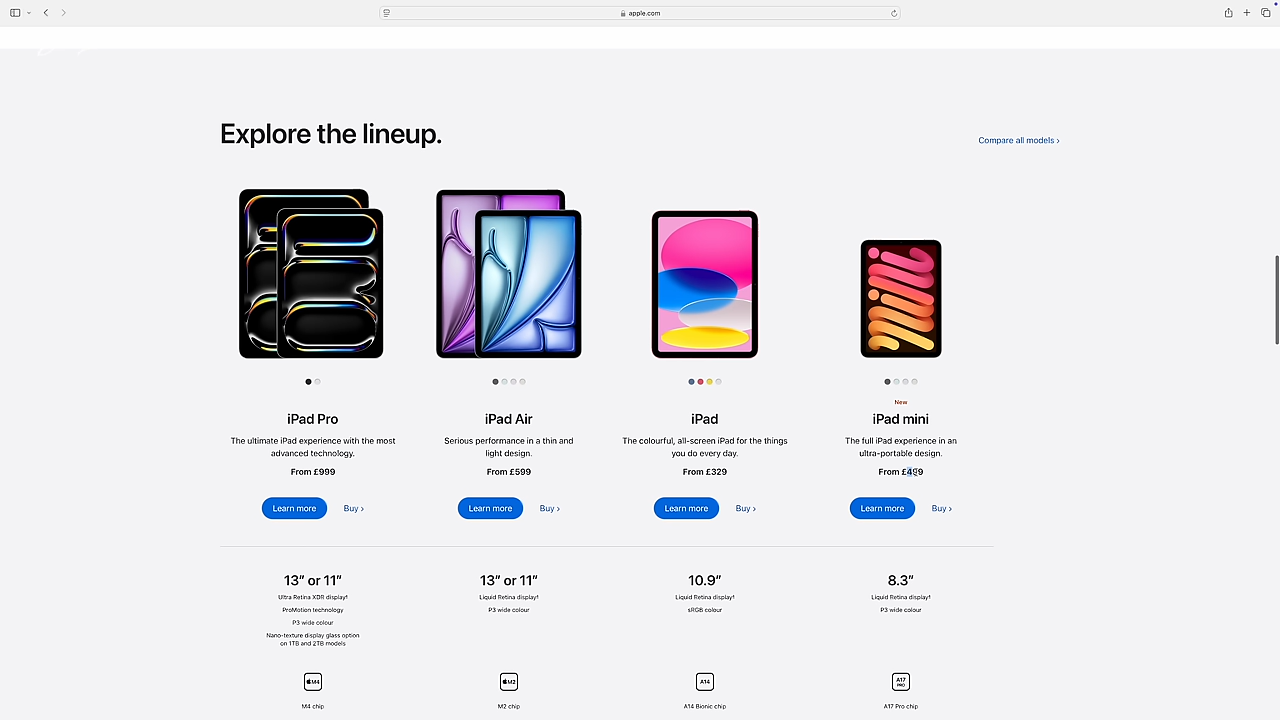 apple.com
Explore the lineup.
Compare all models ›
mini
iPad Pro
The ultimate iPad experience with the most
advanced technology.
From £999
Learn more
Buy ›
iPad Air
Serious performance in a thin and
light design.
From £599
Learn more
Buy ›
iPad
The colourful, all-screen iPad for the things
you do every day.
From £329
Learn more
Buy ›
New
iPad mini
The full iPad experience in an
ultra-portable design.
From £499
Learn more
Buy ›
13” or 11”
Ultra Retina XDR display¹
ProMotion technology
P3 wide colour
Nano-texture display glass option
on 1TB and 2TB models
M4
M4 chip
13” or 11”
Liquid Retina display¹
P3 wide colour
M2
M2 chip
10.9”
Liquid Retina display¹
sRGB colour
A14
A14 Bionic chip
8.3”
Liquid Retina display¹
P3 wide colour
A17
PRO
A17 Pro chip